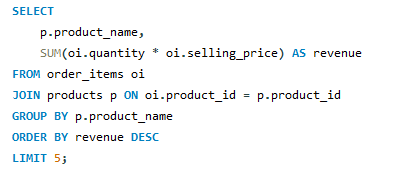 SELECT
    p.product_name,
    SUM(oi.quantity * oi.selling_price) AS revenue
FROM order_items oi
JOIN products p ON oi.product_id = p.product_id
GROUP BY p.product_name
ORDER BY revenue DESC
LIMIT 5;